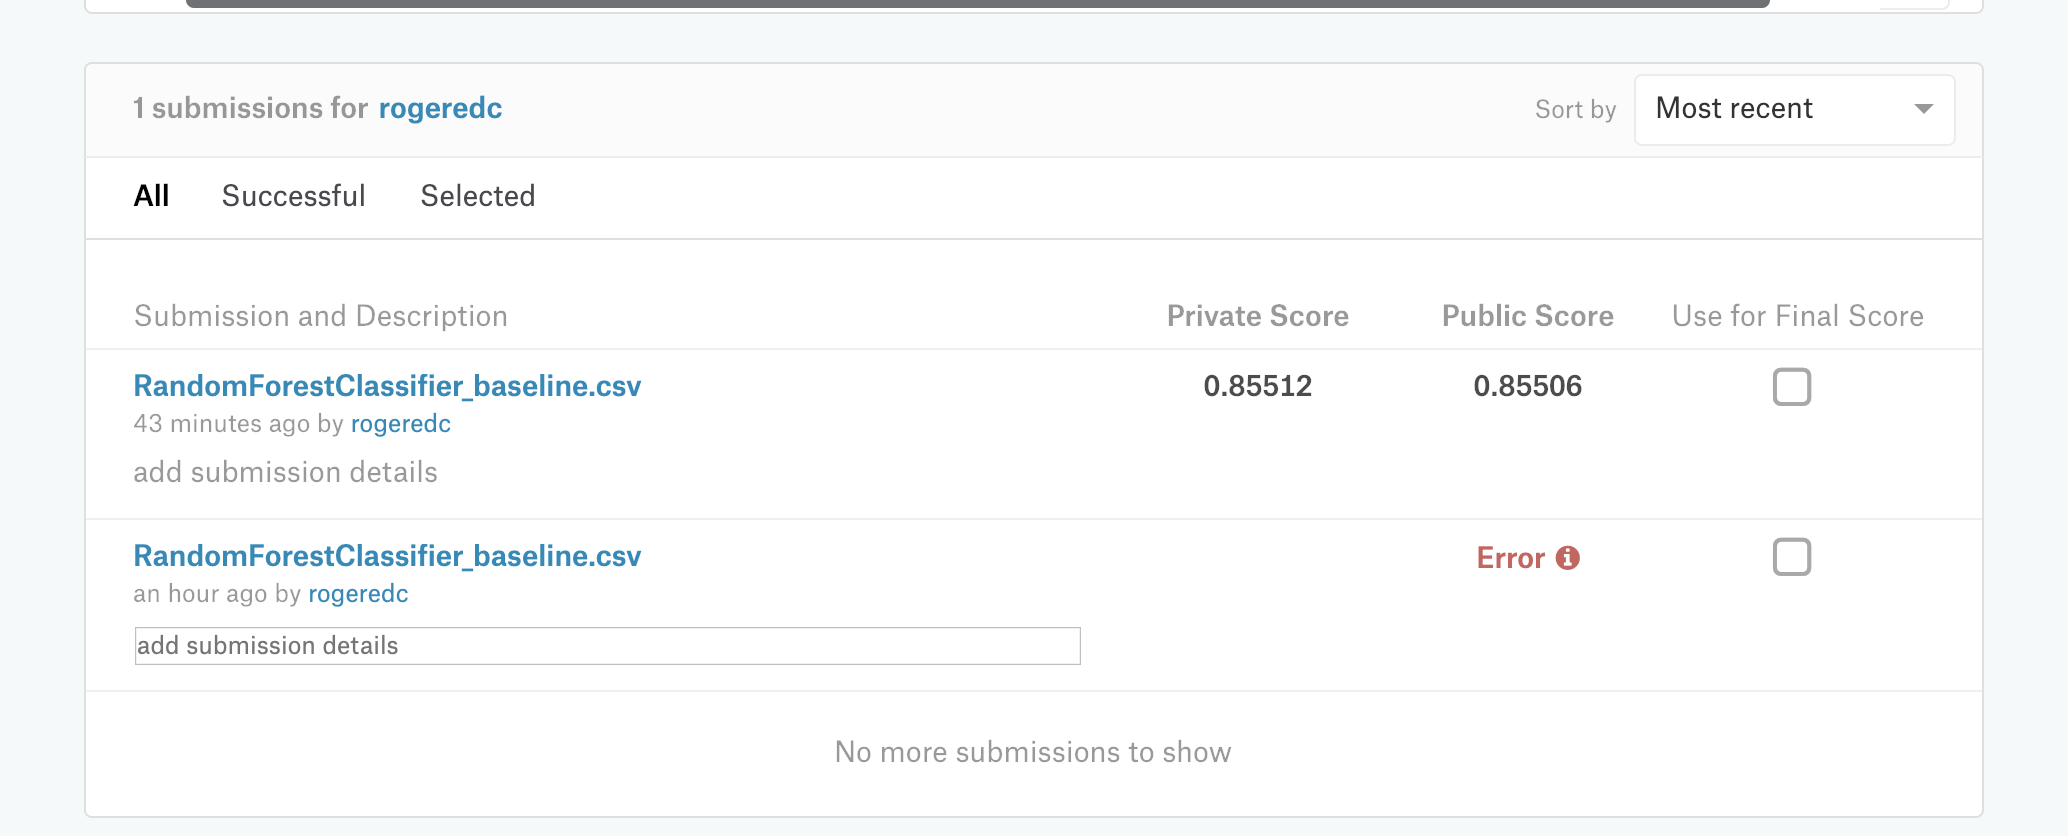 1 submissions for rogeredc
Sort by Most recent
All Successful Selected
Submission and Description Private Score Public Score Use for Final Score
RandomForestClassifier_baseline.csv 0.85512 0.85506
43 minutes ago by rogeredc
add submission details
RandomForestClassifier_baseline.csv Error
an hour ago by rogeredc
add submission details
No more submissions to show